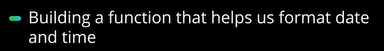 Building a function that helps us format date
and time